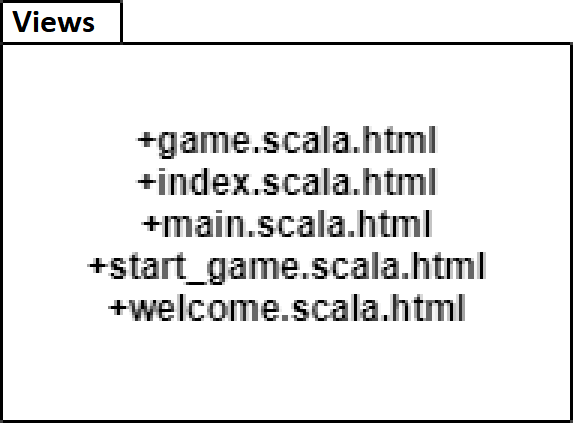 Views
+game.scala.html
+index.scala.html
+main.scala.html
+start_game.scala.html
+welcome.scala.html